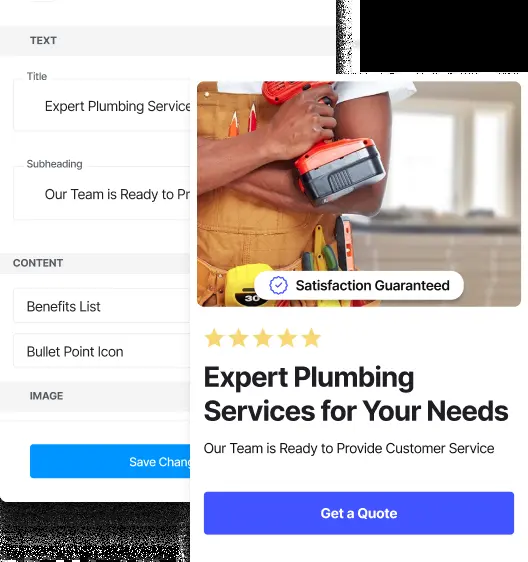 TEXT
Title
Expert Plumbing Service
Subheading
Our Team is Ready to Pr
CONTENT
Benefits List
Bullet Point Icon
IMAGE
Save Chang
30
Satisfaction Guaranteed
Expert Plumbing
Services for Your Needs
Our Team is Ready to Provide Customer Service
Get a Quote